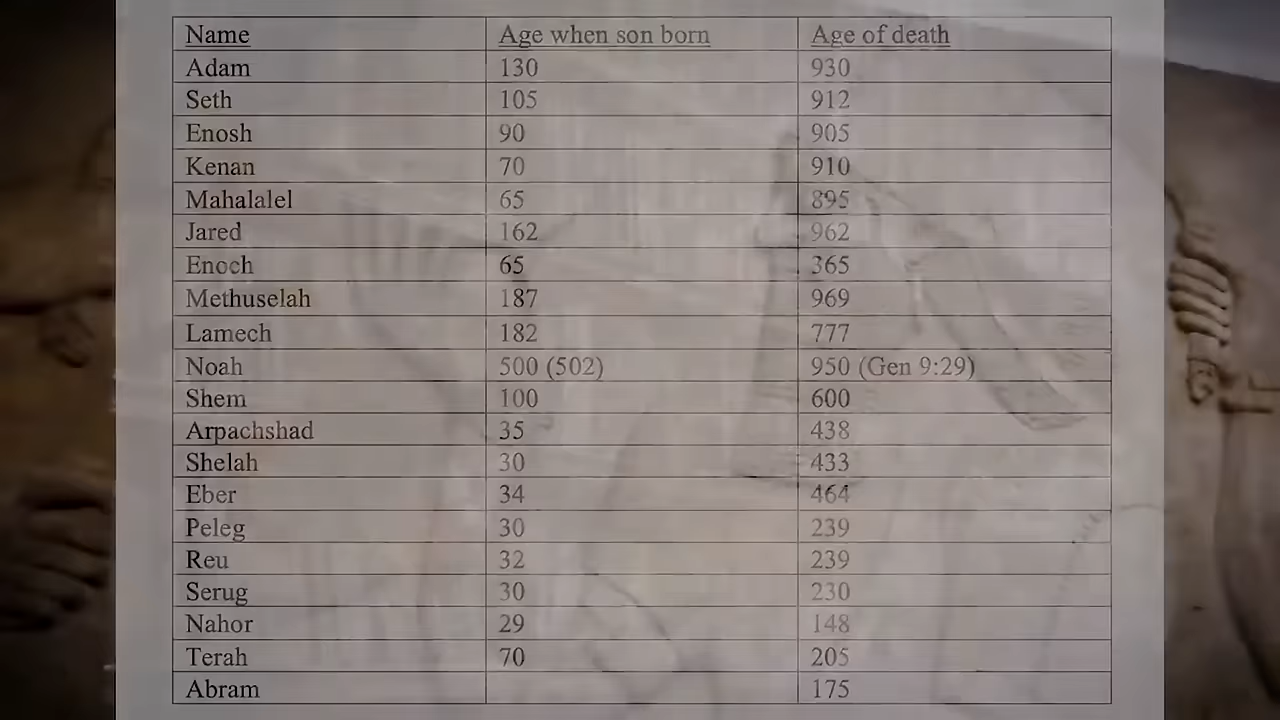 Name Age when son born Age of death
Adam 130 930
Seth 105 912
Enosh 90 905
Kenan 70 910
Mahalalel 65 895
Jared 162 962
Enoch 65 365
Methuselah 187 969
Lamech 182 777
Noah 500 (502) 950 (Gen 9:29)
Shem 100 600
Arpachshad 35 438
Shelah 30 433
Eber 34 464
Peleg 30 239
Reu 32 239
Serug 30 230
Nahor 29 148
Terah 70 205
Abram 175